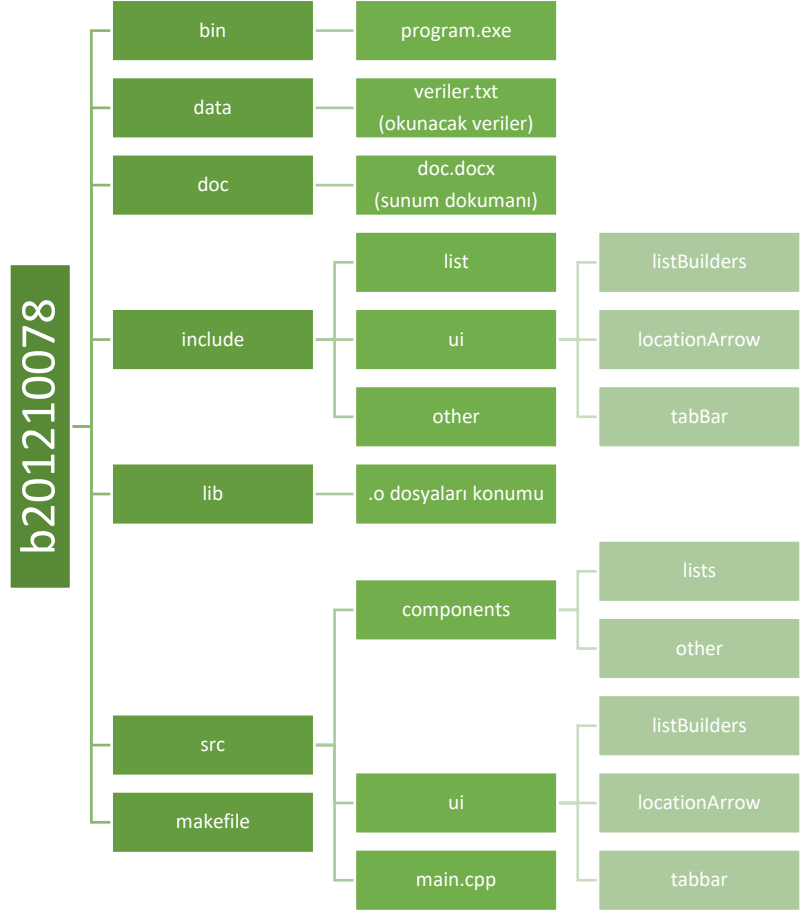 b201210078
bin
program.exe
data
veriler.txt
(okunacak veriler)
doc
doc.docx
(sunum dokumanı)
include
list
ui
listBuilders
locationArrow
tabBar
other
lib
.o dosyaları konumu
src
components
lists
other
ui
listBuilders
locationArrow
tabbar
main.cpp
makefile